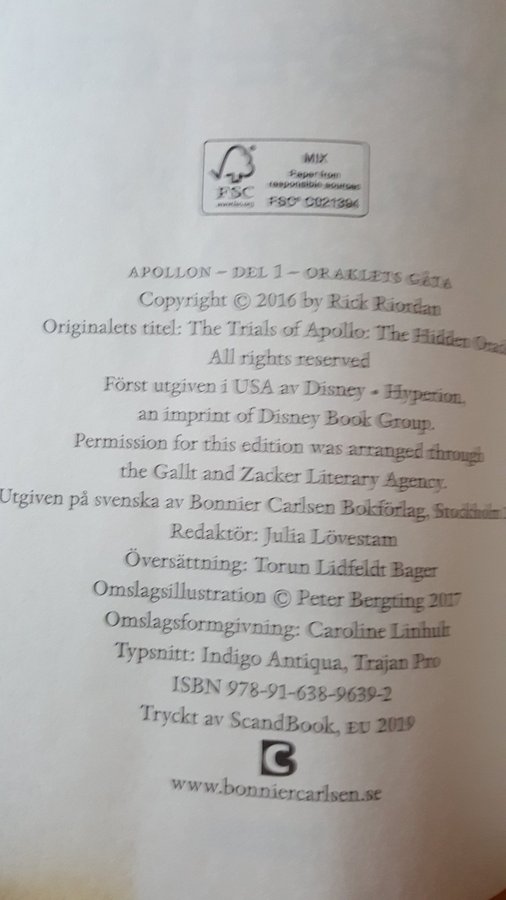 FSC®
www.fsc.org
MIX
Paper from
responsible sources
FSC® C021394
APOLLON – DEL 1 – ORAKLETS GÅTA
Copyright © 2016 by Rick Riordan
Originalets titel: The Trials of Apollo: The Hidden
All rights reserved
Först utgiven i USA av Disney • Hyperion,
an imprint of Disney Book Group.
Permission for this edition was arranged through
the Gallt and Zacker Literary Agency.
Utgiven på svenska av Bonnier Carlsen Bokförlag, Stockholm
Redaktör: Julia Lövestam
Översättning: Torun Lidfeldt Bager
Omslagsillustration © Peter Bergting 2017
Omslagsformgivning: Caroline Linhult
Typsnitt: Indigo Antiqua, Trajan Pro
ISBN 978-91-638-9639-2
Tryckt av ScandBook, EU 2019
www.bonniercarlsen.se